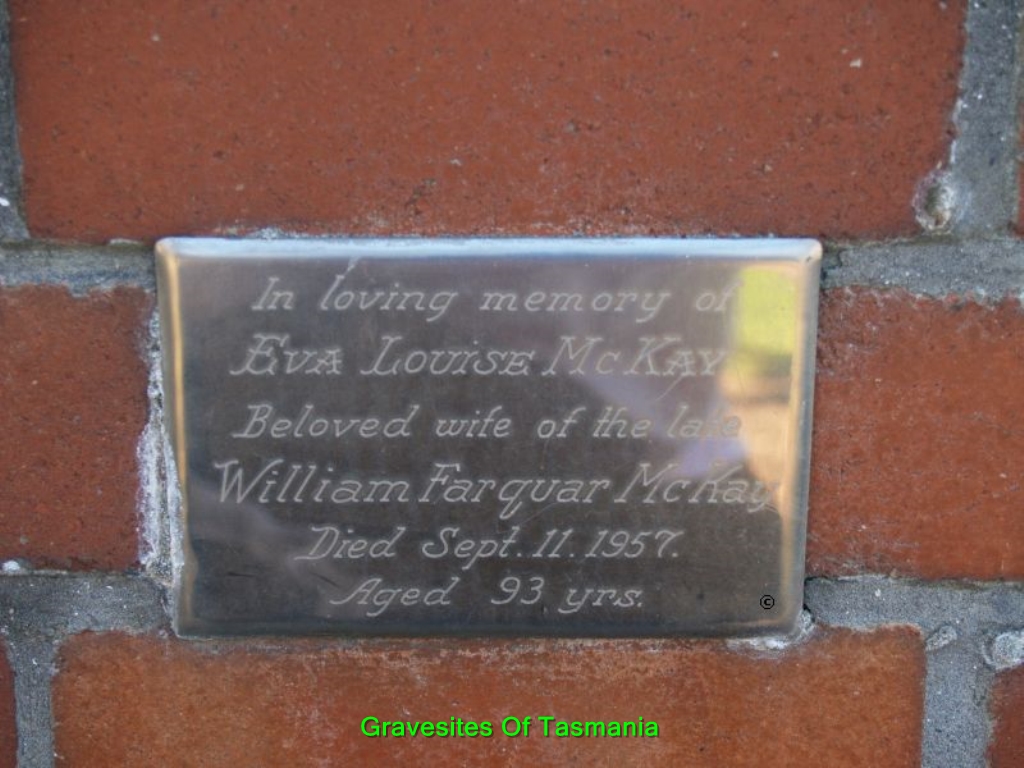 In loving memory of
EVA LOUISE McKAY
Beloved wife of the late
William Farquar McKay
Died Sept. 11. 1957.
Aged 93 yrs.
©
Gravesites Of Tasmania